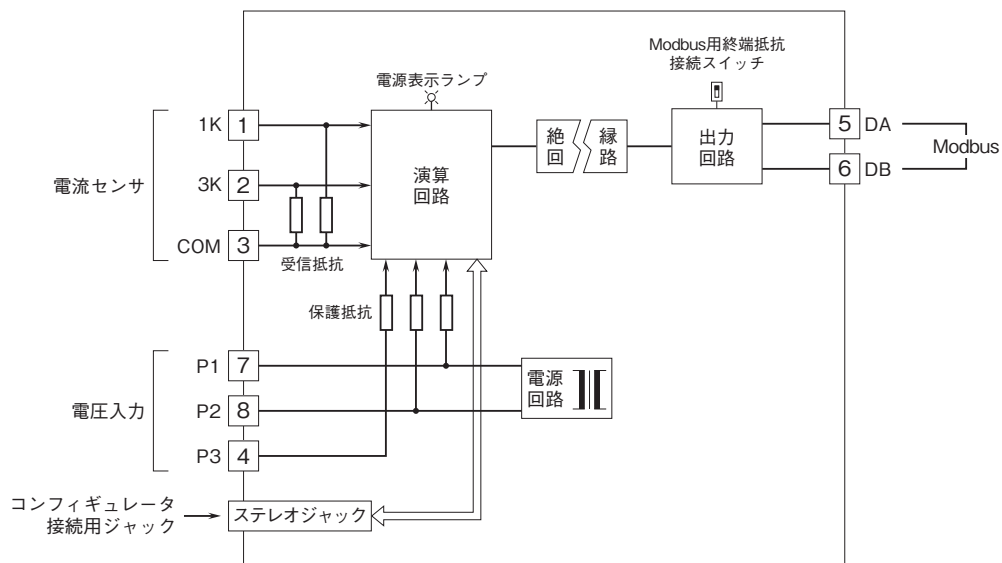 Modbus用終端抵抗
接続スイッチ
電源表示ランプ
1K
1
電流センサ
3K
2
COM
3
受信抵抗
演算
回路
絶
回
縁
路
出力
回路
5
DA
6
DB
Modbus
保護抵抗
P1
7
電圧入力
P2
8
P3
4
電源
回路
コンフィギュレータ
接続用ジャック
ステレオジャック